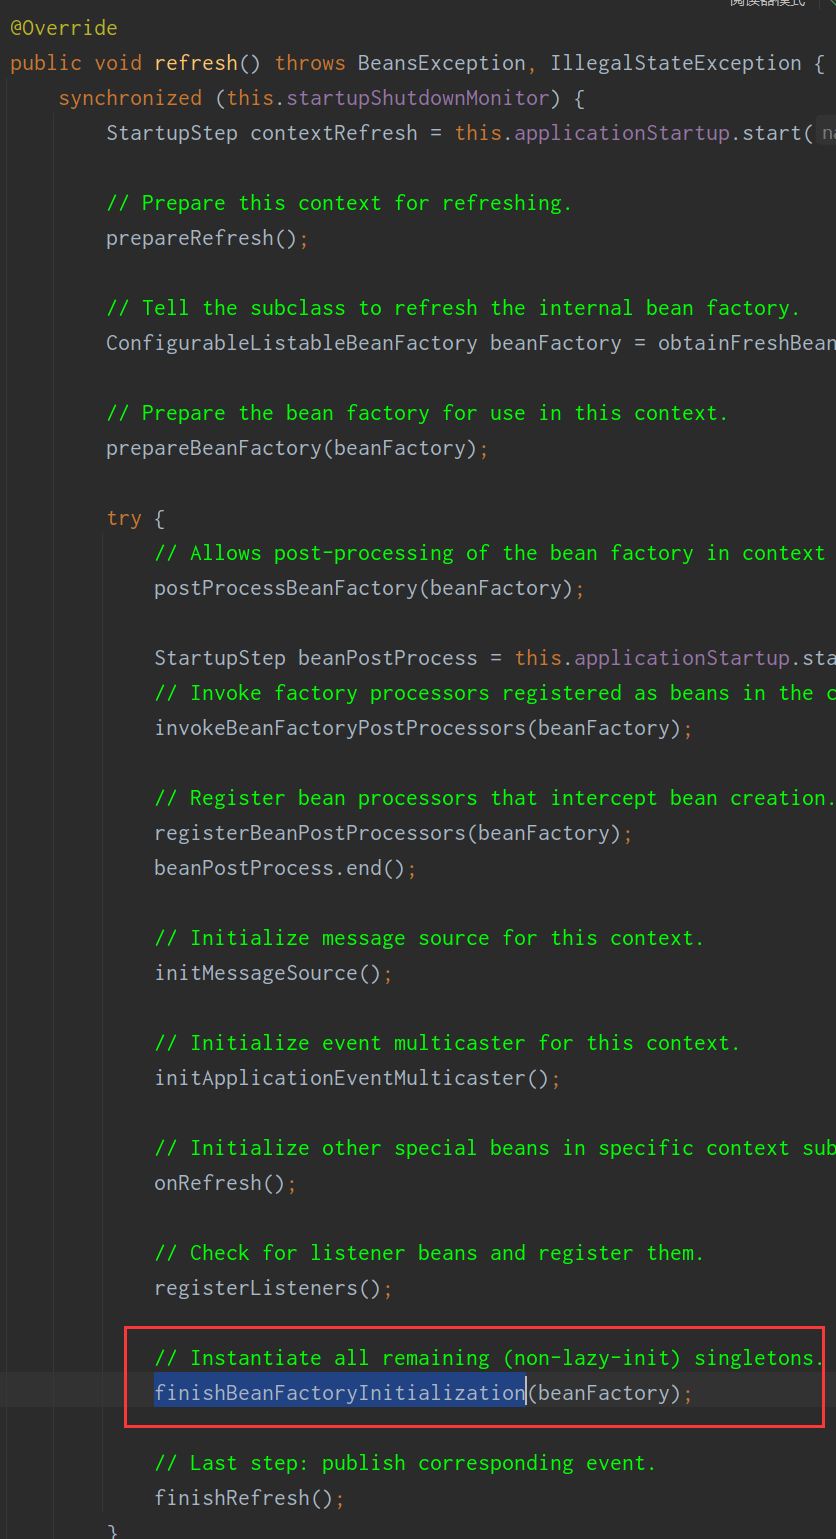 阅读器模式
@Override
public void refresh() throws BeansException, IllegalStateException {
synchronized (this.startupShutdownMonitor) {
StartupStep contextRefresh = this.applicationStartup.start( na
// Prepare this context for refreshing.
prepareRefresh();
// Tell the subclass to refresh the internal bean factory.
ConfigurableListableBeanFactory beanFactory = obtainFreshBean
// Prepare the bean factory for use in this context.
prepareBeanFactory(beanFactory);
try {
// Allows post-processing of the bean factory in context
postProcessBeanFactory(beanFactory);
StartupStep beanPostProcess = this.applicationStartup.sta
// Invoke factory processors registered as beans in the c
invokeBeanFactoryPostProcessors(beanFactory);
// Register bean processors that intercept bean creation.
registerBeanPostProcessors(beanFactory);
beanPostProcess.end();
// Initialize message source for this context.
initMessageSource();
// Initialize event multicaster for this context.
initApplicationEventMulticaster();
// Initialize other special beans in specific context sub
onRefresh();
// Check for listener beans and register them.
registerListeners();
// Instantiate all remaining (non-lazy-init) singletons.
finishBeanFactoryInitialization(beanFactory);
// Last step: publish corresponding event.
finishRefresh();
}